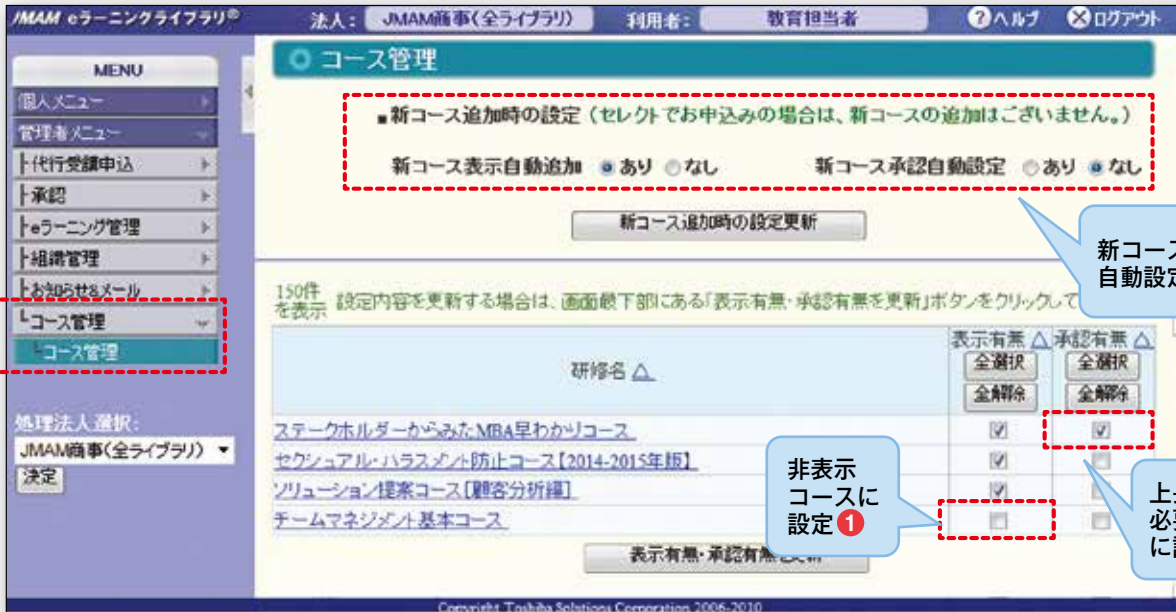 JMAM eラーニングライブラリ® 法人: JMAM商事(全ライブラリ) 利用者: 教育担当者 ?ヘルプ ×ログアウト
MENU
個人メニュー
管理者メニュー
代行受講申込
承認
eラーニング管理
組織管理
お知らせ&メール
コース管理
コース管理
処理法人選択:
JMAM商事(全ライブラリ)
決定
コース管理
■新コース追加時の設定(セレクトでお申込みの場合は、新コースの追加はございません。)
新コース表示自動追加 あり なし 新コース承認自動設定 あり なし
新コース追加時の設定更新
新コース
自動設定
150件
を表示
設定内容を更新する場合は、画面最下部にある「表示有無・承認有無を更新」ボタンをクリックして
研修名 △ 表示有無 △ 承認有無 △
全選択 全選択
全解除 全解除
ステークホルダーからみたMBA早わかりコース
セクシュアル・ハラスメント防止コース【2014-2015年版】
ソリューション提案コース[顧客分析編]
チームマネジメント基本コース
非表示
コースに
設定1
表示有無・承認有無を更新
Copyright Toshiba Solutions Corporation 2006-2010